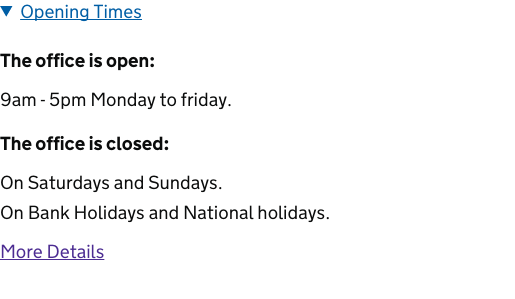 Opening Times
The office is open:
9am - 5pm Monday to friday.
The office is closed:
On Saturdays and Sundays.
On Bank Holidays and National holidays.
More Details